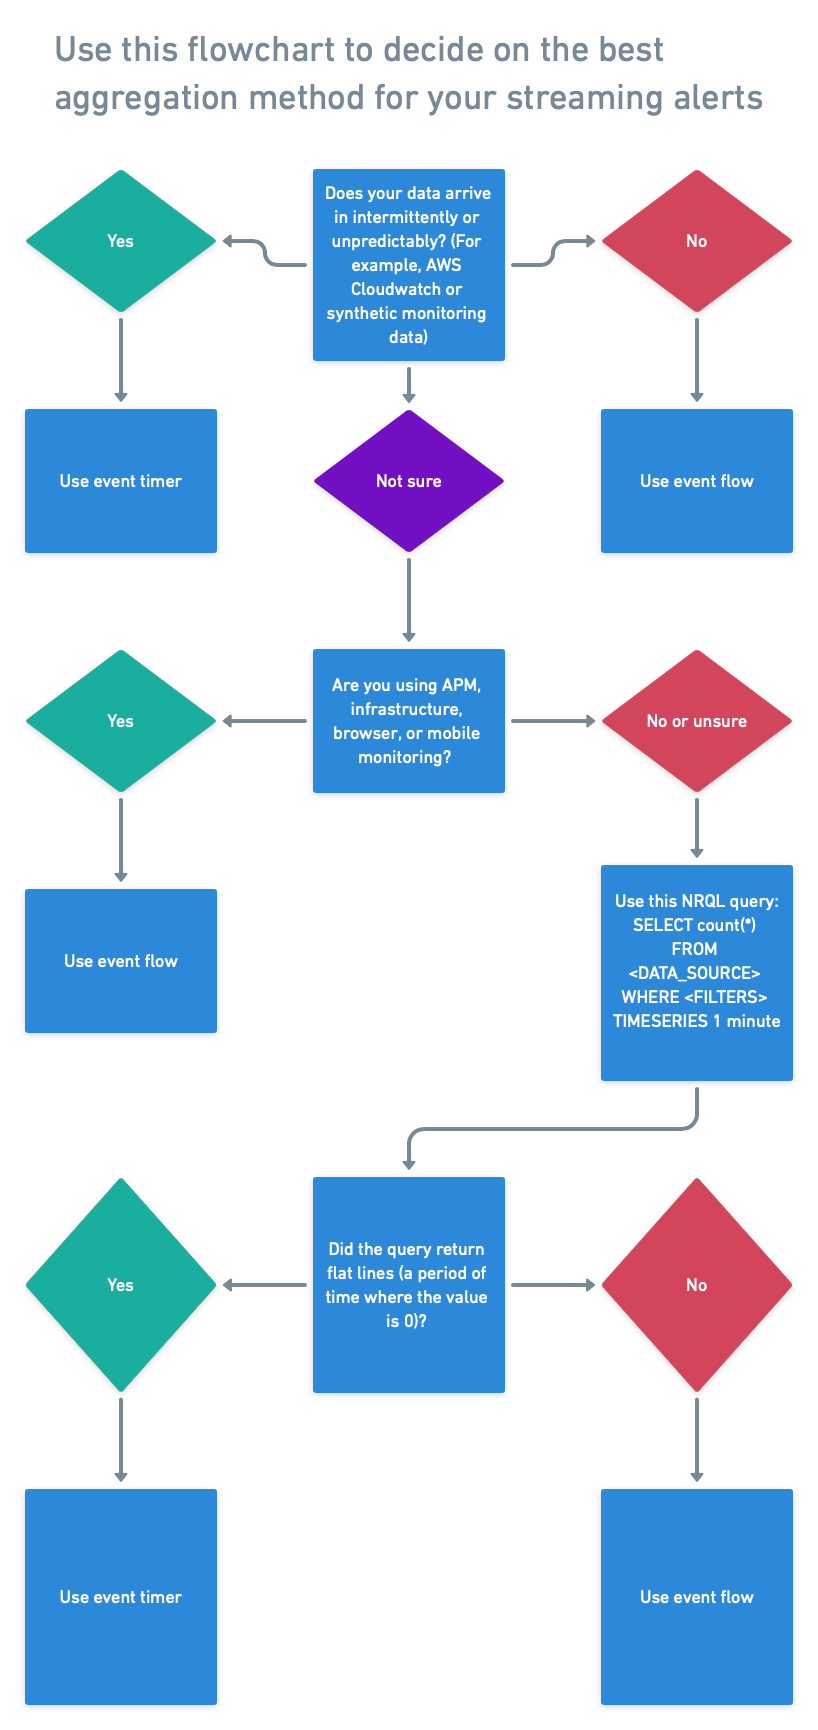 Use this flowchart to decide on the best
aggregation method for your streaming alerts
Yes
Does your data arrive
in intermittently or
unpredictably? (For
example, AWS
Cloudwatch or
synthetic monitoring
data)
No
Use event timer
Not sure
Use event flow
Yes
Are you using APM,
infrastructure,
browser, or mobile
monitoring?
No or unsure
Use event flow
Use this NRQL query:
SELECT count(*)
FROM
<DATA_SOURCE>
WHERE <FILTERS>
TIMESERIES 1 minute
Yes
Did the query return
flat lines (a period of
time where the value
is 0)?
No
Use event timer
Use event flow